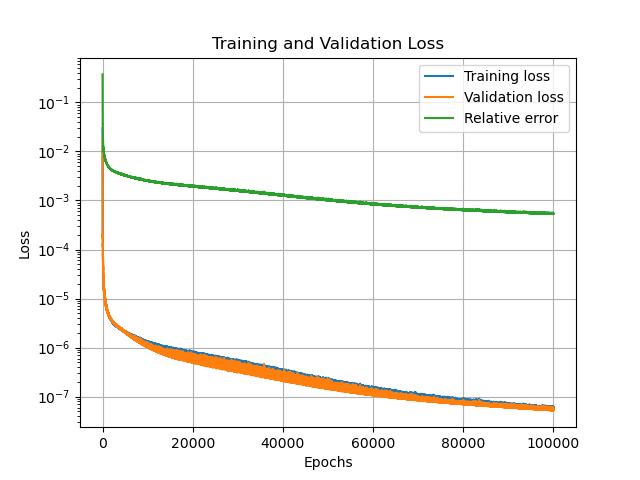 Training and Validation Loss
Training loss
Validation loss
Relative error
10⁻¹
10⁻²
10⁻³
10⁻⁴
10⁻⁵
10⁻⁶
10⁻⁷
Loss
0 20000 40000 60000 80000 100000
Epochs